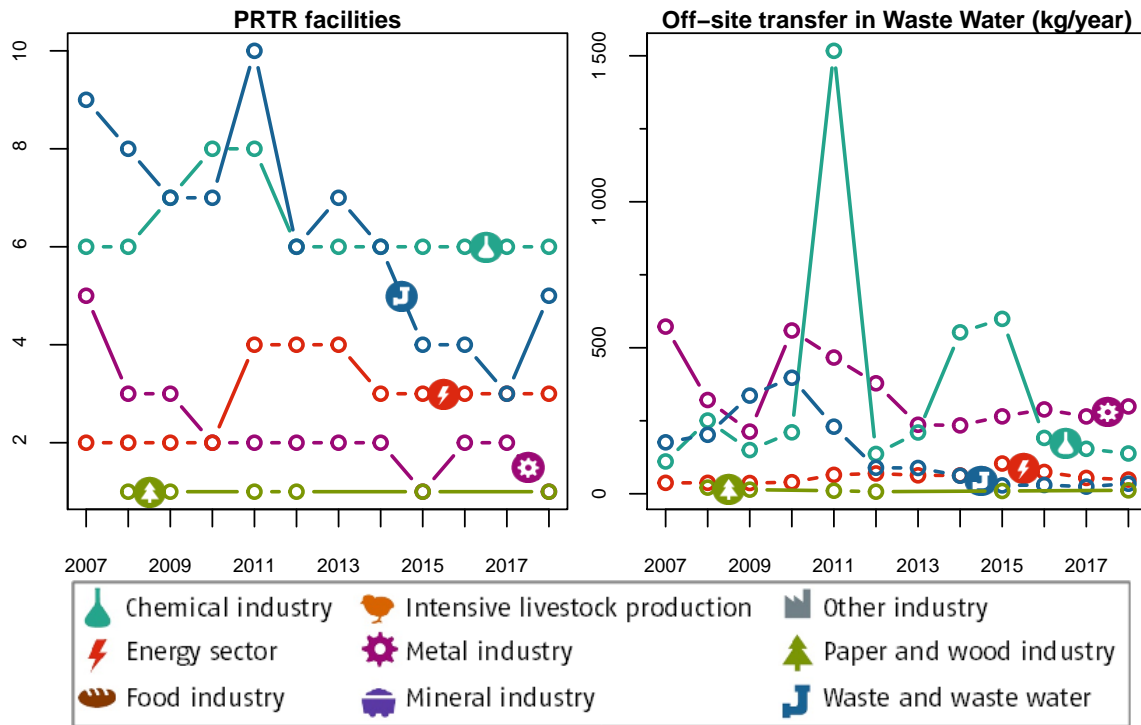 PRTR facilities
Off−site transfer in Waste Water (kg/year)
10
8
6
4
2
1 500
1 000
500
0
2007 2009 2011 2013 2015 2017
2007 2009 2011 2013 2015 2017
Chemical industry Intensive livestock production Other industry
Energy sector Metal industry Paper and wood industry
Food industry Mineral industry Waste and waste water